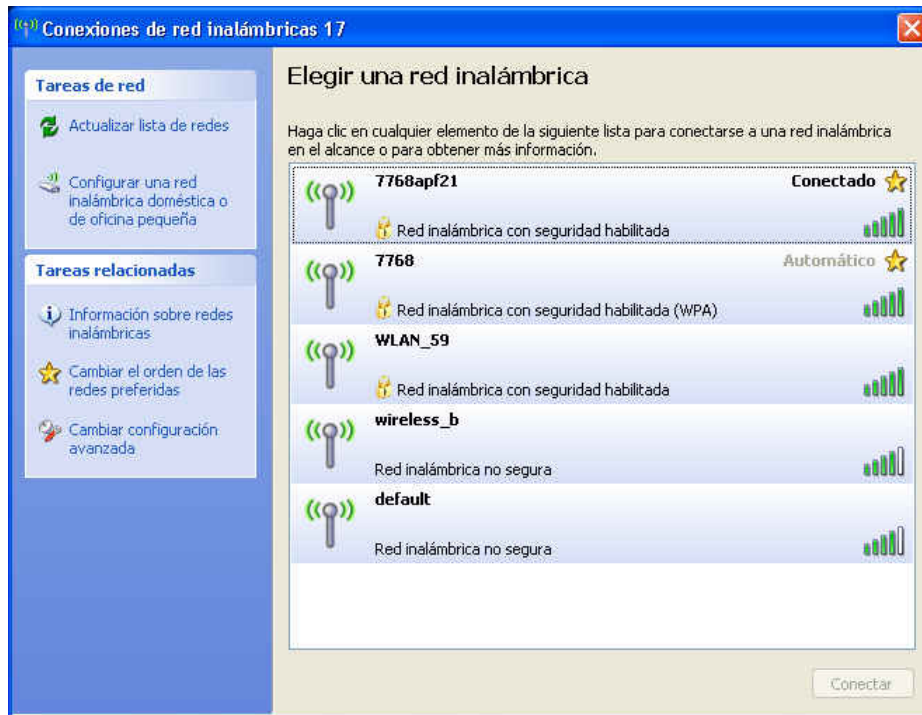 Conexiones de red inalámbricas 17
Tareas de red
Actualizar lista de redes
Configurar una red
inalámbrica doméstica o
de oficina pequeña
Tareas relacionadas
Información sobre redes
inalámbricas
Cambiar el orden de las
redes preferidas
Cambiar configuración
avanzada
Elegir una red inalámbrica
Haga clic en cualquier elemento de la siguiente lista para conectarse a una red inalámbrica
en el alcance o para obtener más información.
7768apf21 Conectado
Red inalámbrica con seguridad habilitada
7768 Automático
Red inalámbrica con seguridad habilitada (WPA)
WLAN_59
Red inalámbrica con seguridad habilitada
wireless_b
Red inalámbrica no segura
default
Red inalámbrica no segura
Conectar